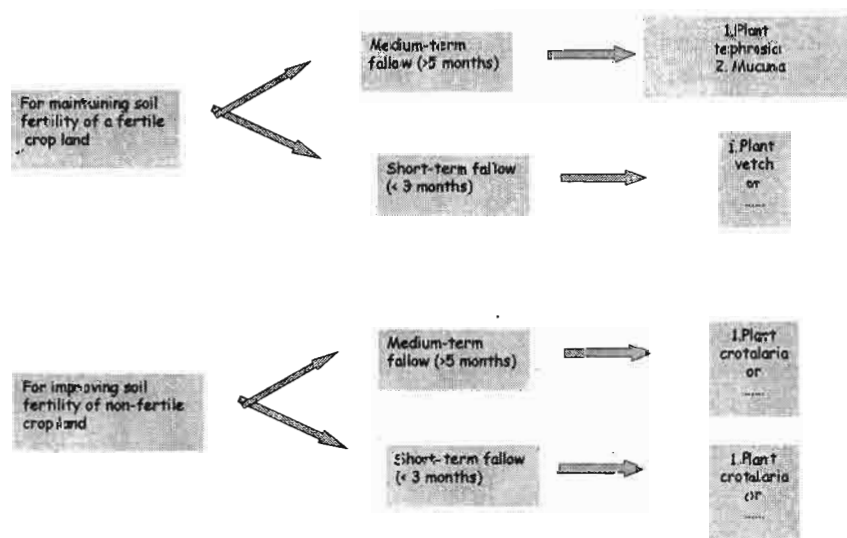 For maintaining soil
fertility of a fertile
crop land
Medium-term
fallow (>5 months)
1.Plant
tephrosia
2. Mucuna
Short-term fallow
(< 3 months)
1.Plant
vetch
or
.....
For improving soil
fertility of non-fertile
crop land
Medium-term
fallow (>5 months)
1.Plant
crotalaria
or
.....
Short-term fallow
(< 3 months)
1.Plant
crotalaria
or
.....